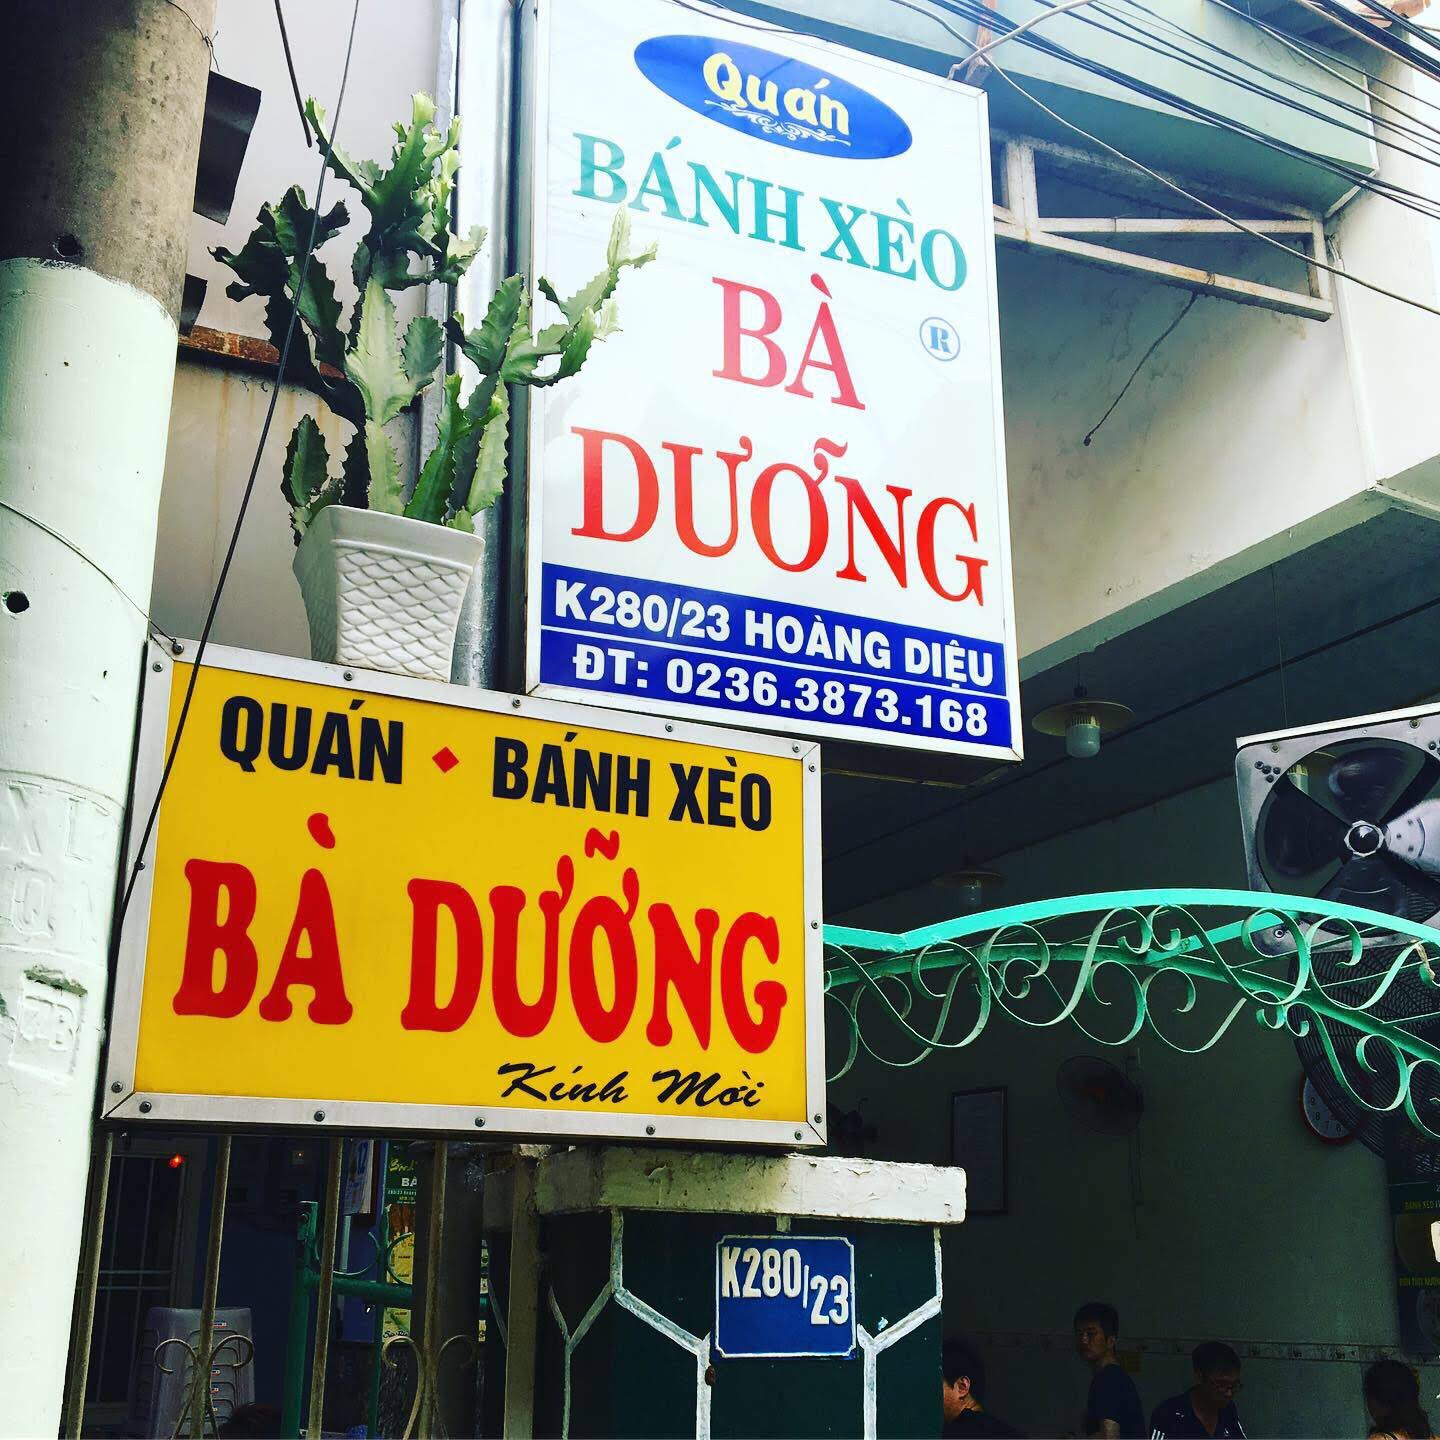 Quán
BÁNH XÈO
BÀ
R
DƯỠNG
K280/23 HOÀNG DIỆU
ĐT: 0236.3873.168
QUÁN BÁNH XÈO
BÀ DƯỠNG
Kính Mời
K280/23